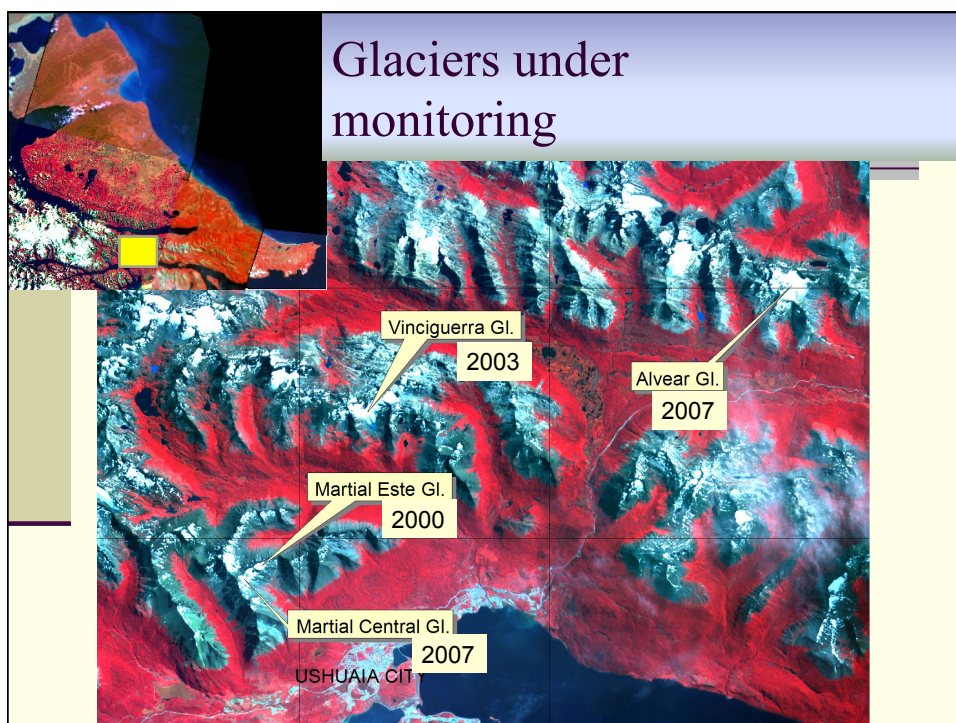 Glaciers under
monitoring
Vinciguerra Gl.
2003
Alvear Gl.
2007
Martial Este Gl.
2000
Martial Central Gl.
2007
USHUAIA CITY